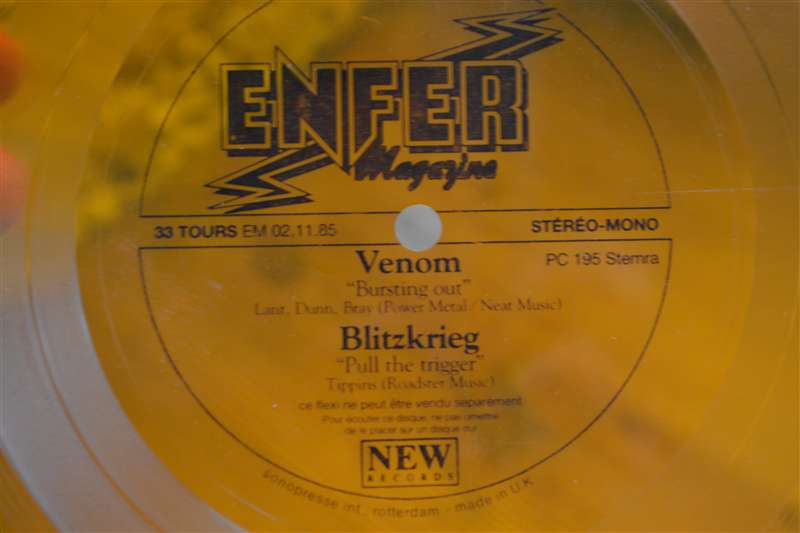 ENFER
Magazine
33 TOURS EM 02.11.85
STÉRÉO-MONO
PC 195 Stemra
Venom
"Bursting out"
Lant, Dunn, Bray (Power Metal / Neat Music)
Blitzkrieg
"Pull the trigger"
Tippins (Roadster Music)
ce flexi ne peut être vendu séparément
Pour écouter ce disque, ne pas omettre
de le placer sur un disque dur
NEW
RECORDS
sonopresse int., rotterdam - made in U.K